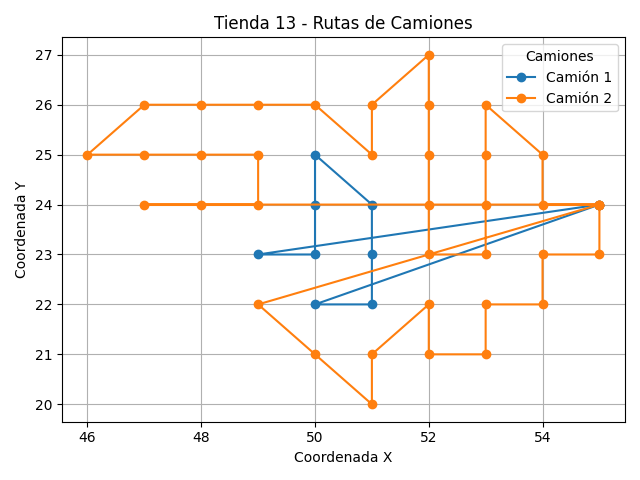 Tienda 13 - Rutas de Camiones
Camiones
Camión 1
Camión 2
Coordenada Y
27
26
25
24
23
22
21
20
46 48 50 52 54
Coordenada X